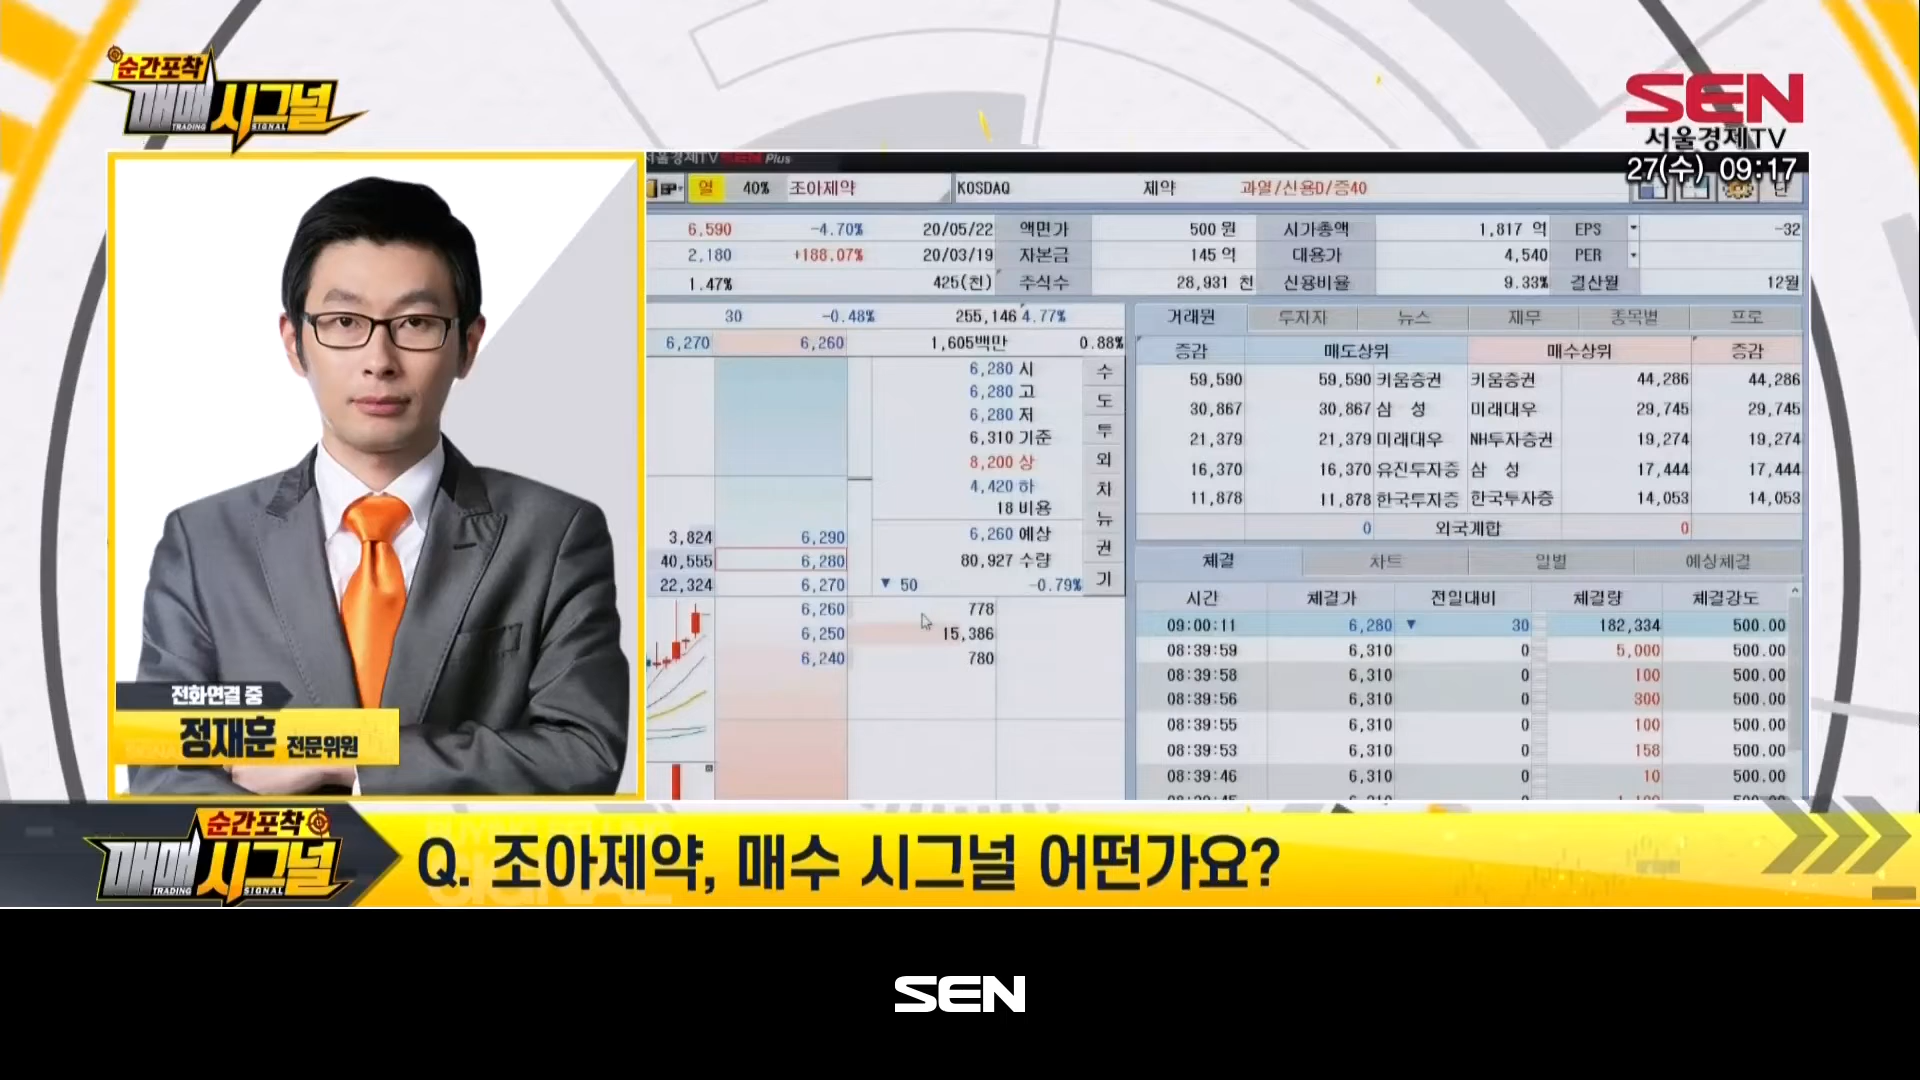 순간포착
매매 시그널
TRADING SIGNAL
SEN
서울경제TV
27(수) 09:17
서울경제TV SEN Plus
열 40% 조아제약 KOSDAQ 제약 과열/신용D/증40
6,590 -4.70% 20/05/22 액면가 500 원 시가총액 1,817 억 EPS -32
2,180 +188.07% 20/03/19 자본금 145 억 대용가 4,540 PER
1.47% 425(천) 주식수 28,931 천 신용비율 9.33% 결산월 12월
30 -0.48% 255,146 4.77%
6,270 6,260 1,605백만 0.88%
6,280 시
6,280 고
6,280 저
6,310 기준
8,200 상
4,420 하
18 비용
6,260 예상
80,927 수량
▼ 50 -0.79%
수
도
투
외
차
뉴
권
기
3,824 6,290
40,555 6,280
22,324 6,270
6,260 778
6,250 15,386
6,240 780
거래원 투자자 뉴스 재무 종목별 프로
증감 매도상위 매수상위 증감
59,590 59,590 키움증권 키움증권 44,286 44,286
30,867 30,867 삼 성 미래대우 29,745 29,745
21,379 21,379 미래대우 NH투자증권 19,274 19,274
16,370 16,370 유진투자증 삼 성 17,444 17,444
11,878 11,878 한국투자증 한국투자증 14,053 14,053
0 외국계합 0
체결 차트 일별 예상체결
시간 체결가 전일대비 체결량 체결강도
09:00:11 6,280 ▼ 30 182,334 500.00
08:39:59 6,310 0 5,000 500.00
08:39:58 6,310 0 100 500.00
08:39:56 6,310 0 300 500.00
08:39:55 6,310 0 100 500.00
08:39:53 6,310 0 158 500.00
08:39:46 6,310 0 10 500.00
전화연결 중
정재훈 전문위원
순간포착
매매 시그널
TRADING SIGNAL
Q. 조아제약, 매수 시그널 어떤가요?
SEN